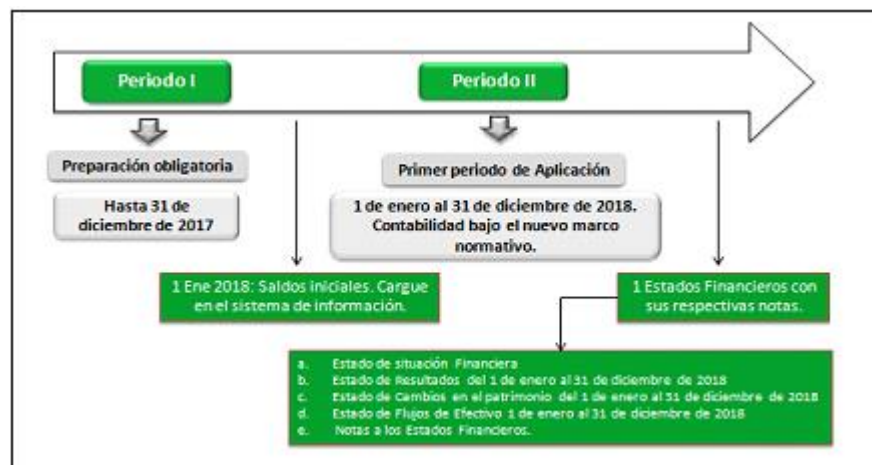 Periodo I
Periodo II
Preparación obligatoria
Primer periodo de Aplicación
Hasta 31 de
diciembre de 2017
1 de enero al 31 de diciembre de 2018.
Contabilidad bajo el nuevo marco
normativo.
1 Ene 2018: Saldos iniciales. Cargue
en el sistema de información.
1 Estados Financieros con
sus respectivas notas.
a. Estado de situación Financiera
b. Estado de Resultados del 1 de enero al 31 de diciembre de 2018
c. Estado de Cambios en el patrimonio del 1 de enero al 31 de diciembre de 2018
d. Estado de Flujos de Efectivo 1 de enero al 31 de diciembre de 2018
e. Notas a los Estados Financieros.